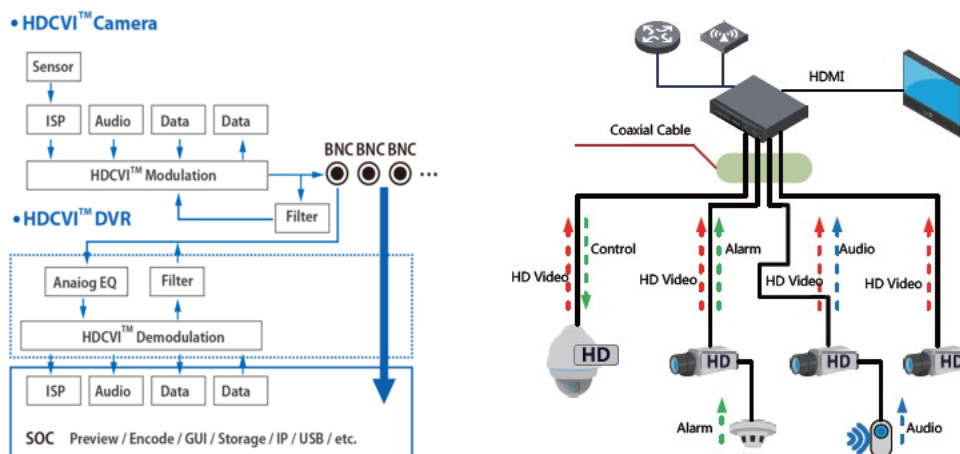 • HDCVI™ Camera
Sensor
ISP Audio Data Data
BNC BNC BNC
HDCVI™ Modulation
...
Filter
• HDCVI™ DVR
Anaiog EQ Filter
HDCVI™ Demodulation
ISP Audio Data Data
SOC Preview / Encode / GUI / Storage / IP / USB / etc.
HDMI
Coaxial Cable
Control Alarm Audio
HD Video HD Video HD Video HD Video
HD HD HD HD
Alarm Audio